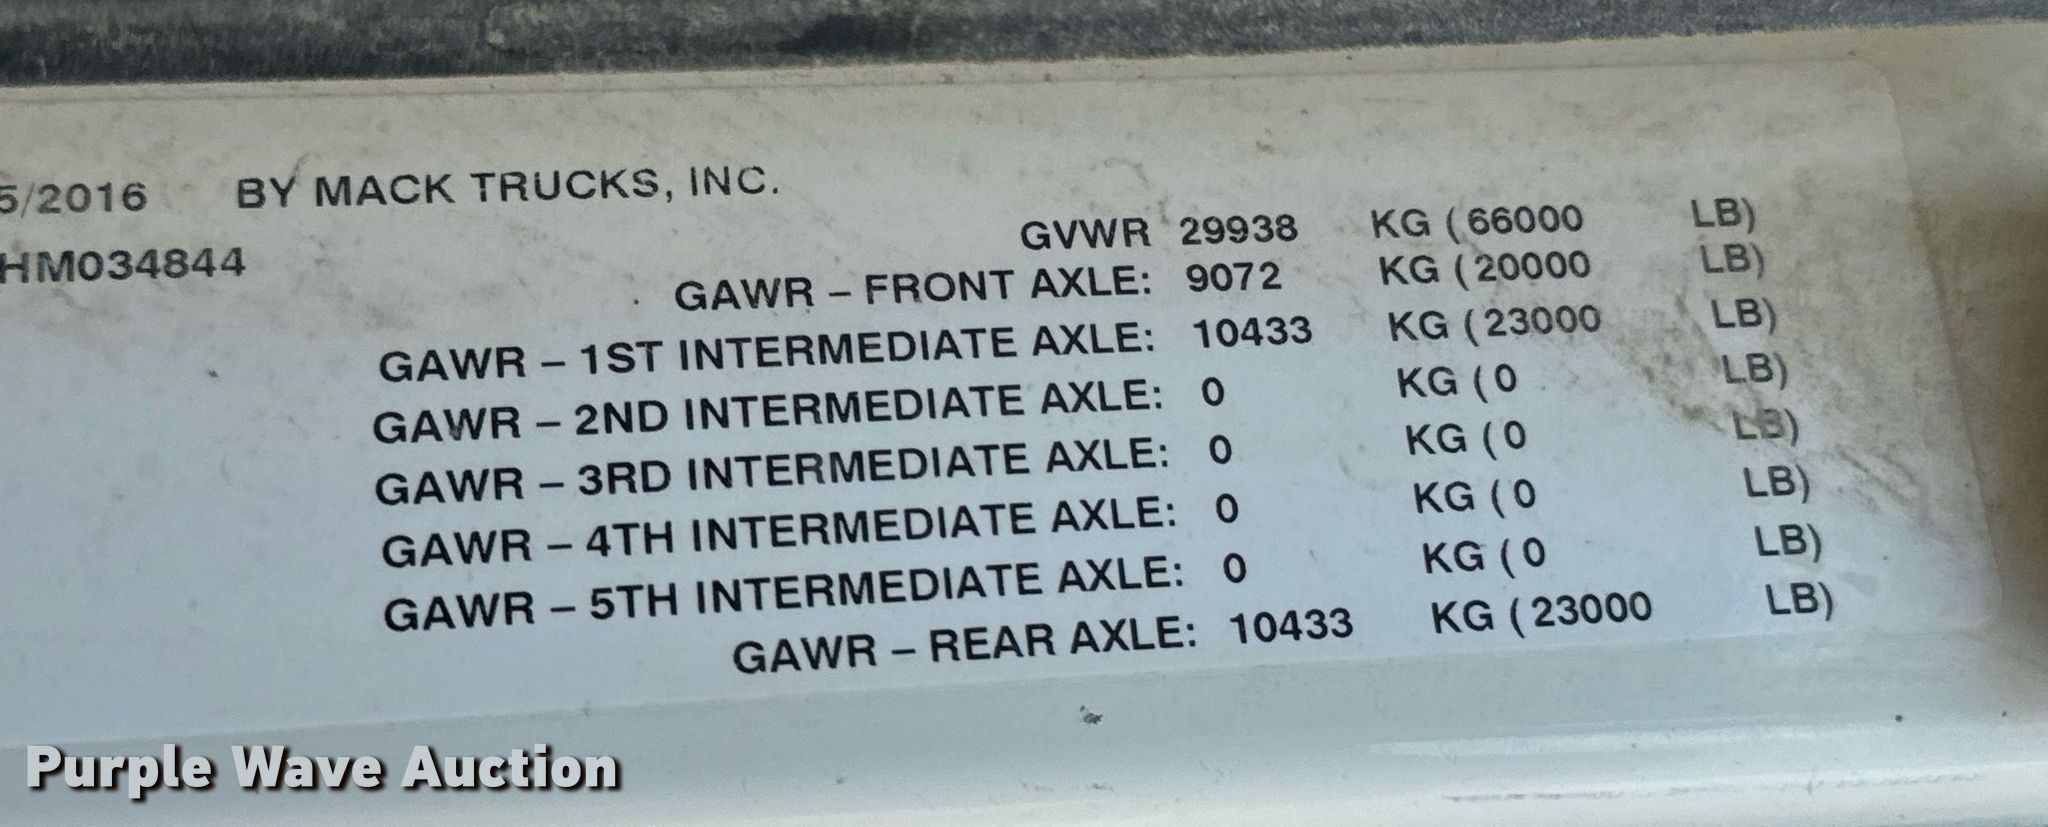 5/2016 BY MACK TRUCKS, INC.
HM034844
GVWR 29938 KG (66000 LB)
GAWR – FRONT AXLE: 9072 KG (20000 LB)
GAWR – 1ST INTERMEDIATE AXLE: 10433 KG (23000 LB)
GAWR – 2ND INTERMEDIATE AXLE: 0 KG (0 LB)
GAWR – 3RD INTERMEDIATE AXLE: 0 KG (0 LB)
GAWR – 4TH INTERMEDIATE AXLE: 0 KG (0 LB)
GAWR – 5TH INTERMEDIATE AXLE: 0 KG (0 LB)
GAWR – REAR AXLE: 10433 KG (23000 LB)
Purple Wave Auction